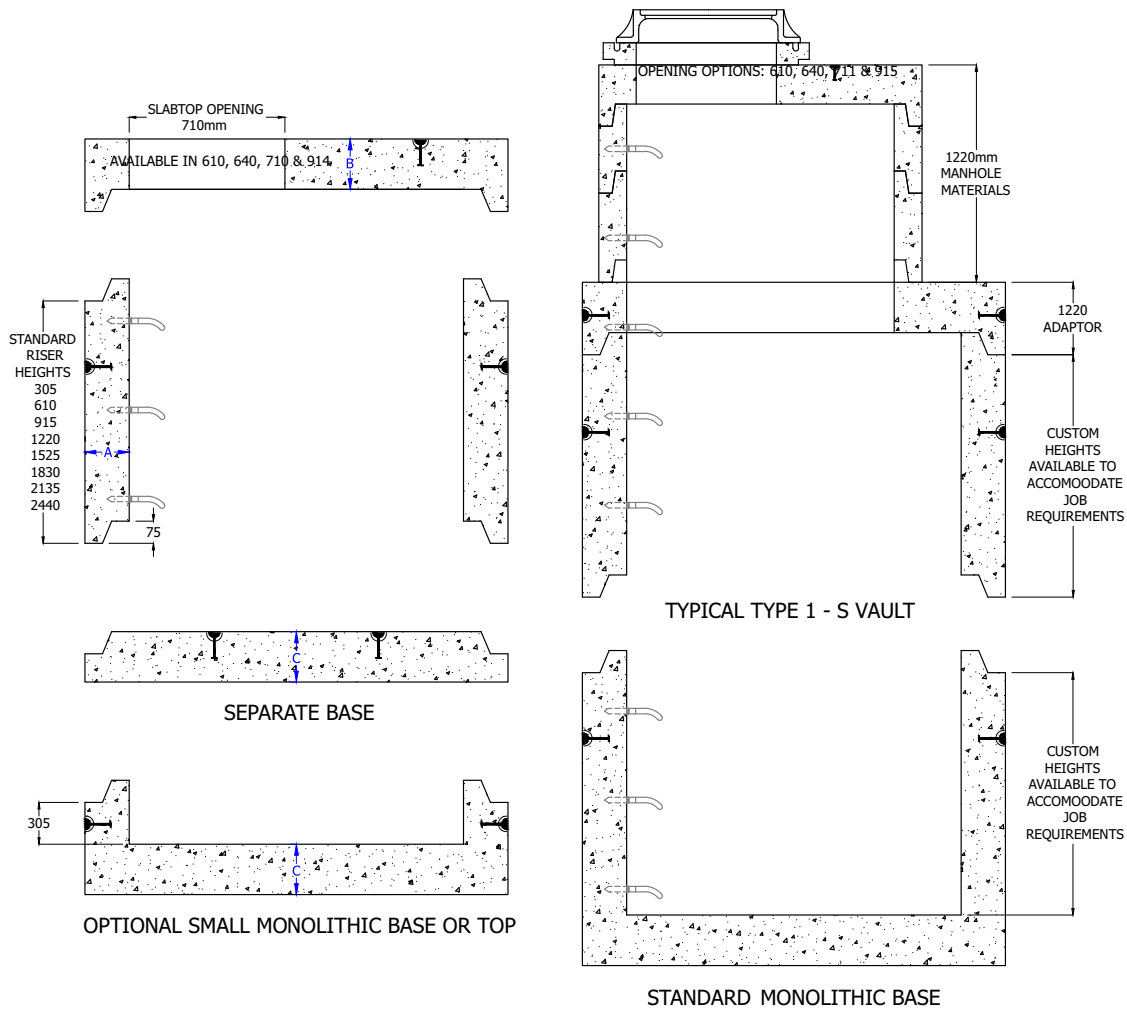 SLABTOP OPENING
710mm
AVAILABLE IN 610, 640, 710 & 914
B
STANDARD
RISER
HEIGHTS
305
610
915
1220
1525
1830
2135
2440
A
75
C
SEPARATE BASE
305
C
OPTIONAL SMALL MONOLITHIC BASE OR TOP
OPENING OPTIONS: 610, 640, 711 & 915
1220mm
MANHOLE
MATERIALS
1220
ADAPTOR
CUSTOM
HEIGHTS
AVAILABLE TO
ACCOMOODATE
JOB
REQUIREMENTS
TYPICAL TYPE 1 - S VAULT
CUSTOM
HEIGHTS
AVAILABLE TO
ACCOMOODATE
JOB
REQUIREMENTS
STANDARD MONOLITHIC BASE